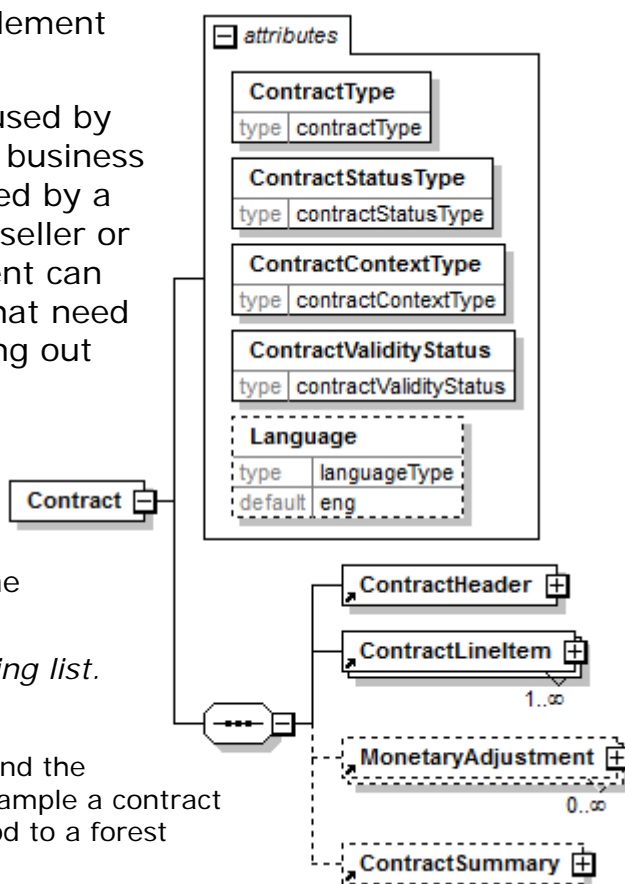 lement
used by
business
ed by a
seller or
ent can
hat need
ng out
ne
ing list.
nd the
ample a contract
od to a forest
attributes
ContractType
type contractType
ContractStatusType
type contractStatusType
ContractContextType
type contractContextType
ContractValidityStatus
type contractValidityStatus
Language
type languageType
default eng
Contract
ContractHeader
ContractLineItem
1..∞
MonetaryAdjustment
0..∞
ContractSummary